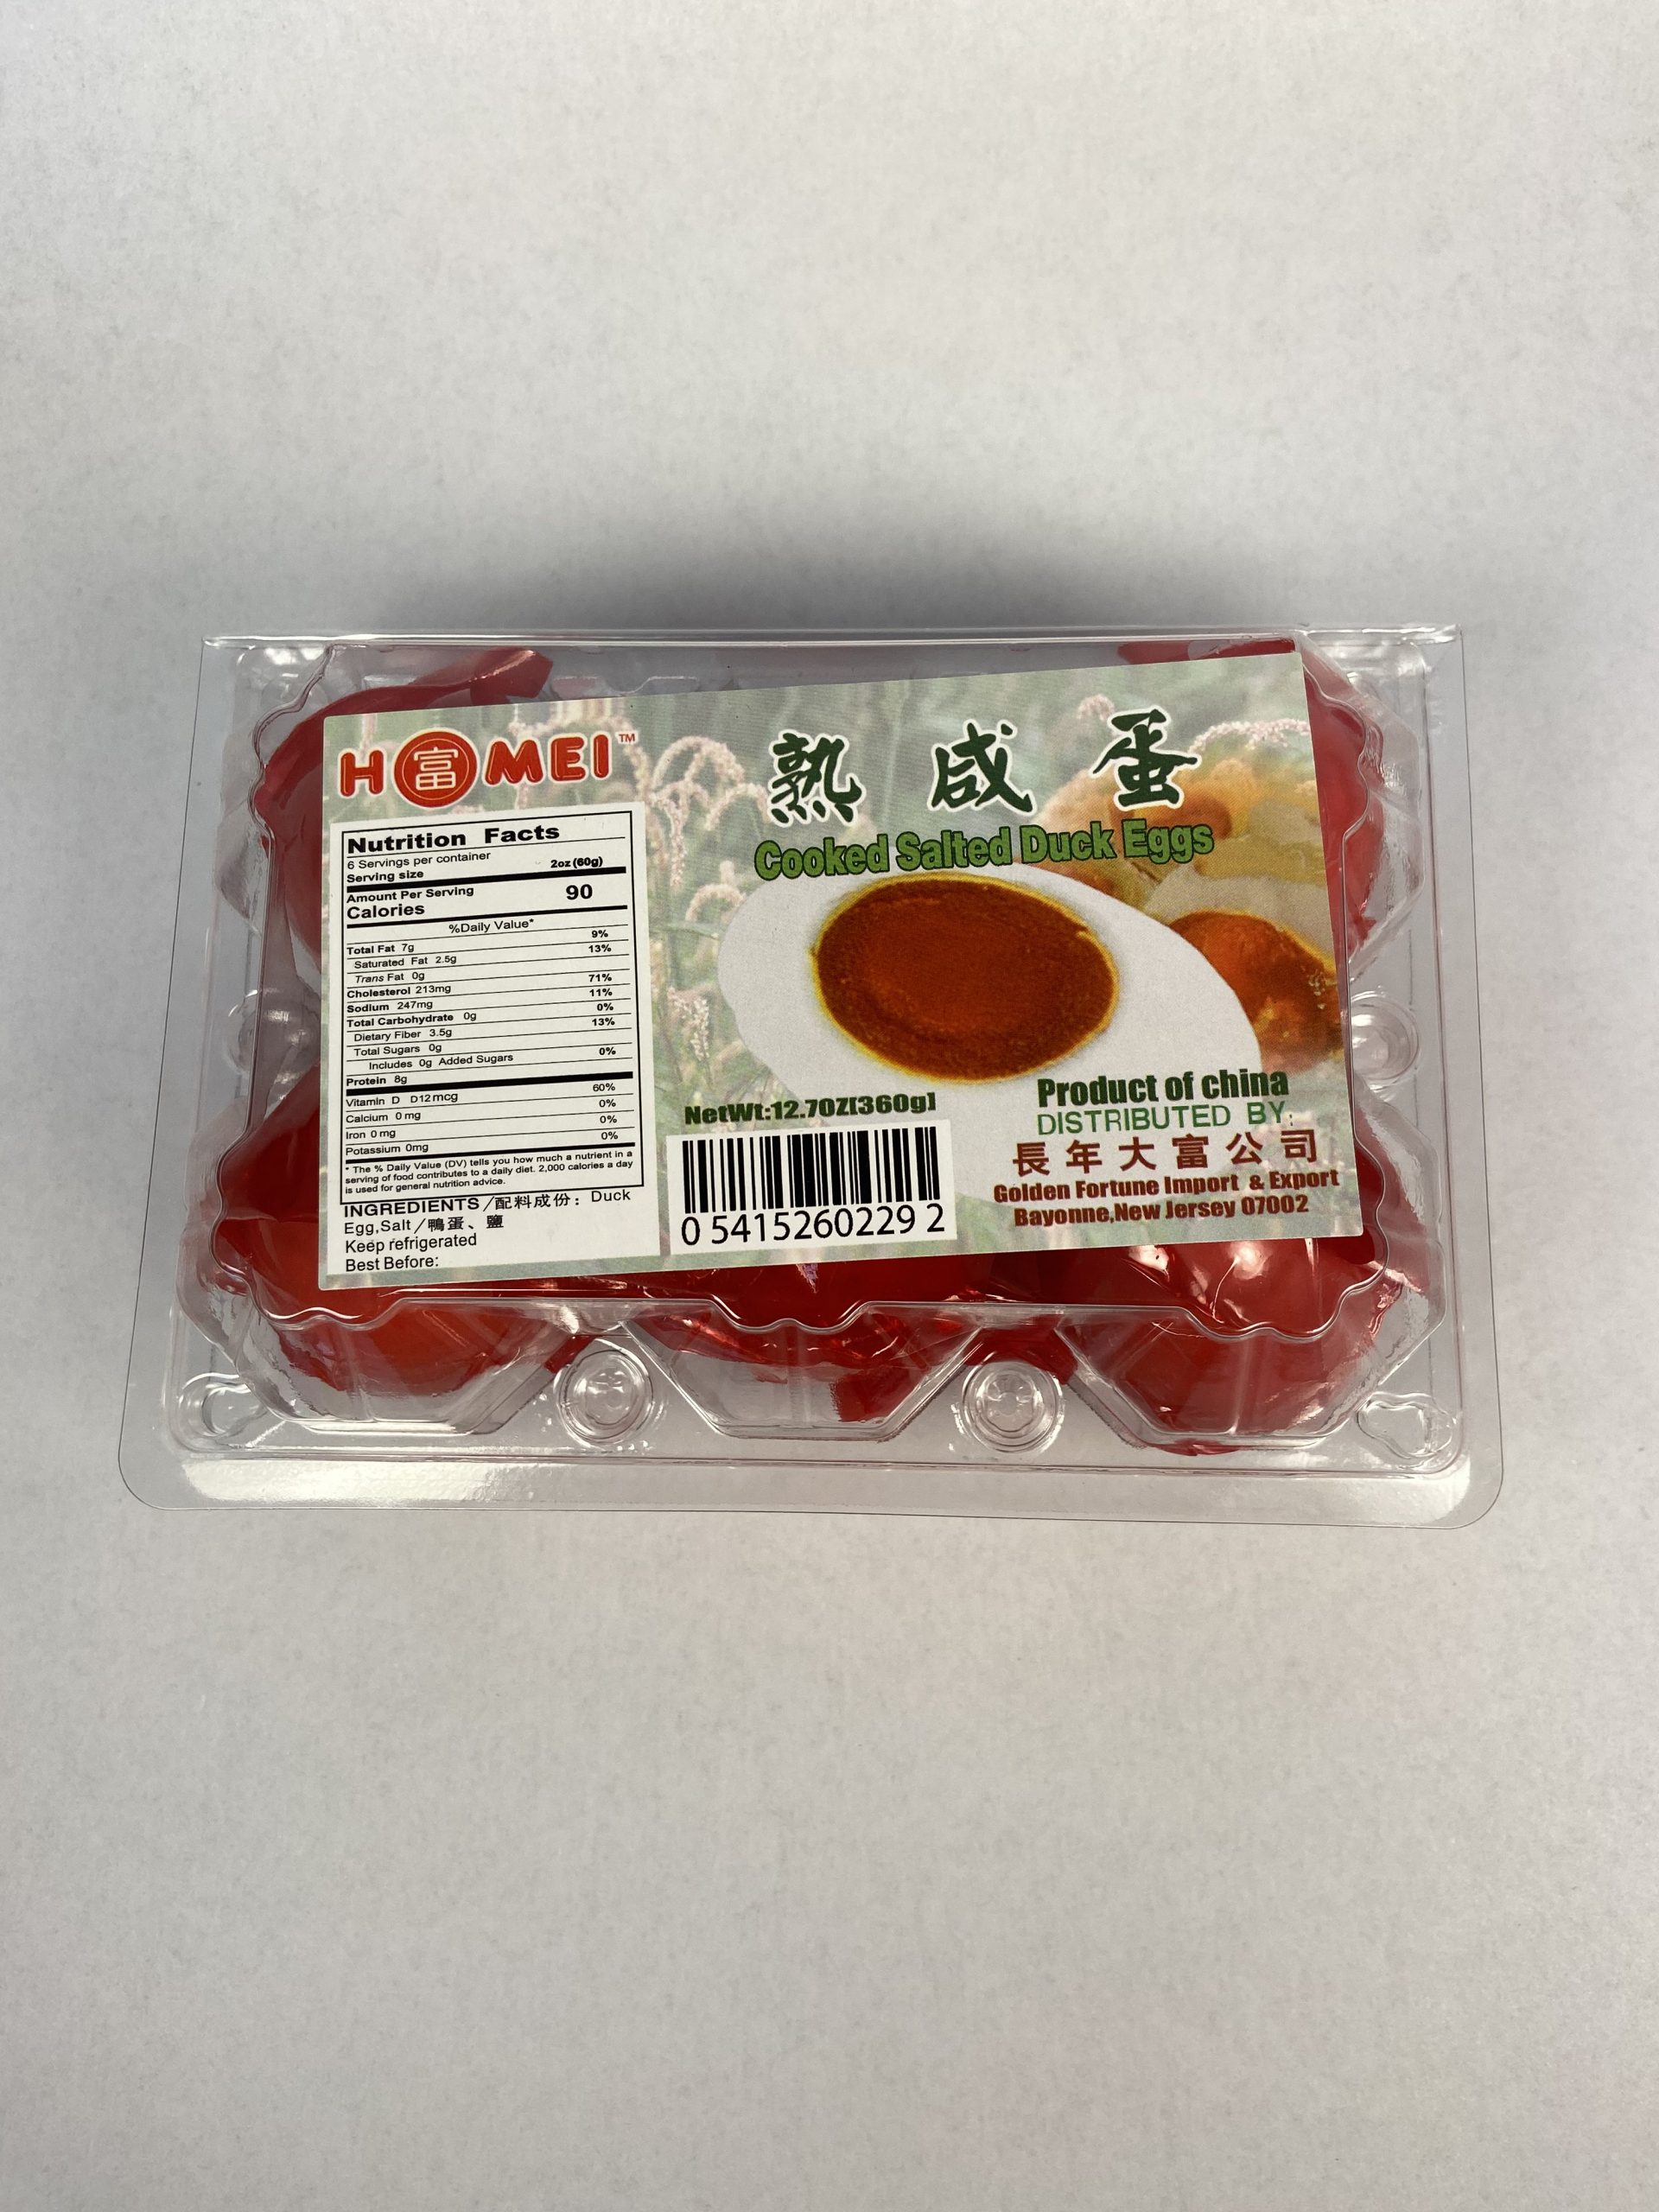 H富MEI™
Nutrition Facts
6 Servings per container
Serving size 2oz (60g)
Amount Per Serving
Calories 90
%Daily Value*
Total Fat 7g 9%
Saturated Fat 2.5g 13%
Trans Fat 0g
Cholesterol 213mg 71%
Sodium 247mg 11%
Total Carbohydrate 0g 0%
Dietary Fiber 3.5g 13%
Total Sugars 0g
Includes 0g Added Sugars 0%
Protein 8g
Vitamin D D12mcg 60%
Calcium 0mg 0%
Iron 0mg 0%
Potassium 0mg 0%
* The % Daily Value (DV) tells you how much a nutrient in a
serving of food contributes to a daily diet. 2,000 calories a day
is used for general nutrition advice.
INGREDIENTS/配料成份: Duck
Egg,Salt/鴨蛋、鹽
Keep refrigerated
Best Before:
熟咸蛋
Cooked Salted Duck Eggs
NetWt:12.7OZ[360g]
0 5415260229 2
Product of china
DISTRIBUTED BY:
長年大富公司
Golden Fortune Import & Export
Bayonne,New Jersey 07002